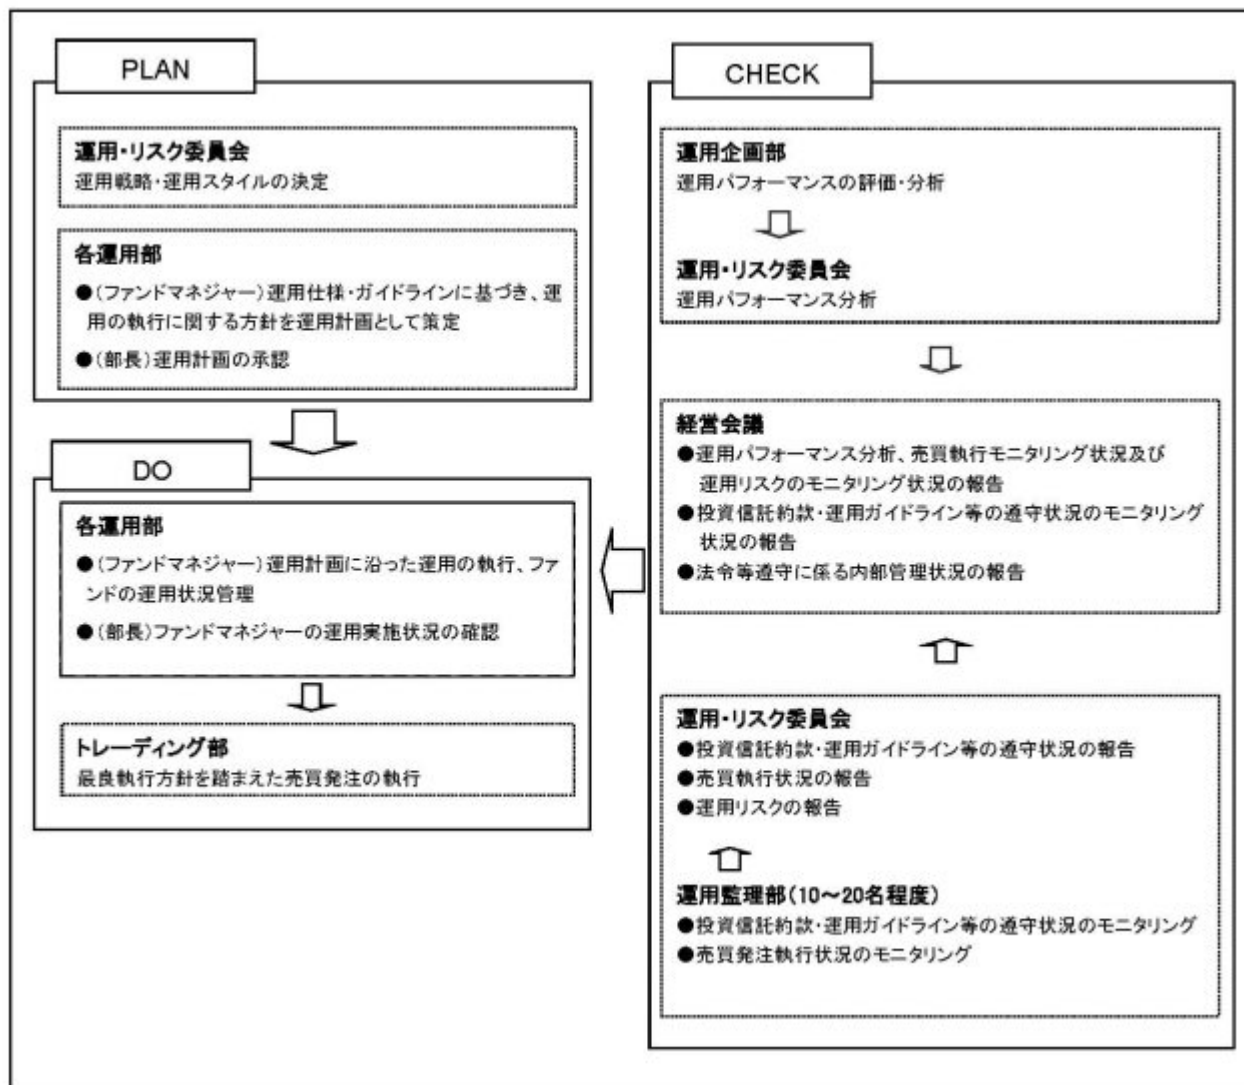 PLAN
運用・リスク委員会
運用戦略・運用スタイルの決定
各運用部
●(ファンドマネジャー)運用仕様・ガイドラインに基づき、運
用の執行に関する方針を運用計画として策定
●(部長)運用計画の承認
DO
各運用部
●(ファンドマネジャー)運用計画に沿った運用の執行、ファ
ンドの運用状況管理
●(部長)ファンドマネジャーの運用実施状況の確認
トレーディング部
最良執行方針を踏まえた売買発注の執行
CHECK
運用企画部
運用パフォーマンスの評価・分析
運用・リスク委員会
運用パフォーマンス分析
経営会議
●運用パフォーマンス分析、売買執行モニタリング状況及び
運用リスクのモニタリング状況の報告
●投資信託約款・運用ガイドライン等の遵守状況のモニタリング
状況の報告
●法令等遵守に係る内部管理状況の報告
運用・リスク委員会
●投資信託約款・運用ガイドライン等の遵守状況の報告
●売買執行状況の報告
●運用リスクの報告
運用監理部(10～20名程度)
●投資信託約款・運用ガイドライン等の遵守状況のモニタリング
●売買発注執行状況のモニタリング